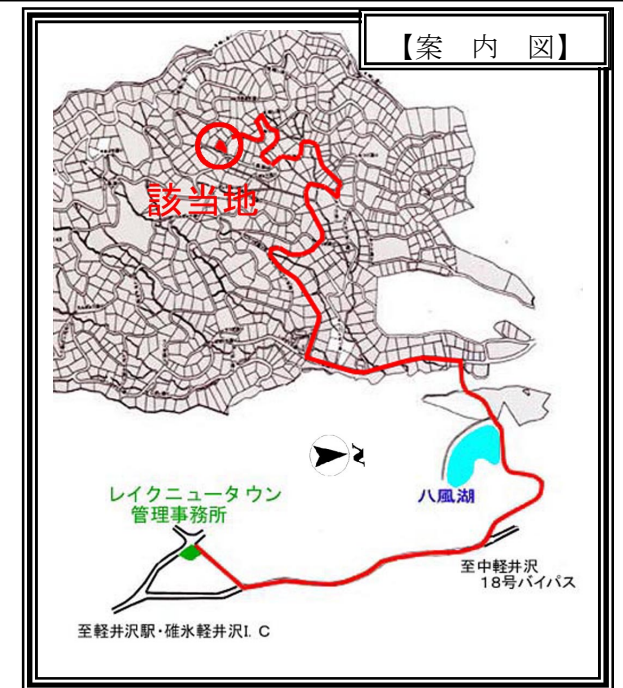 【案 内 図】
該当地
レイクニュータウン
管理事務所
八風湖
至中軽井沢
18号バイパス
至軽井沢駅・碓氷軽井沢I. C